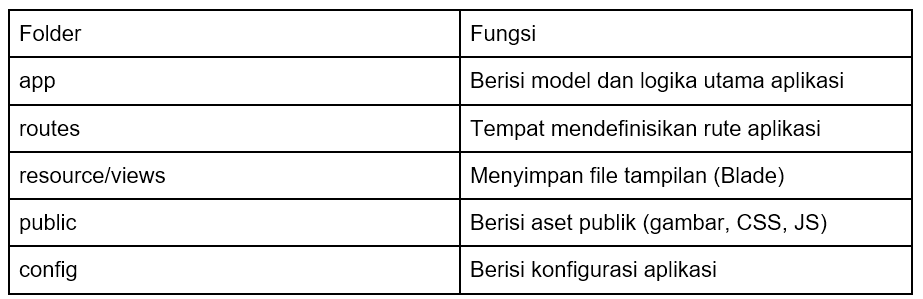 Folder Fungsi
app Berisi model dan logika utama aplikasi
routes Tempat mendefinisikan rute aplikasi
resource/views Menyimpan file tampilan (Blade)
public Berisi aset publik (gambar, CSS, JS)
config Berisi konfigurasi aplikasi